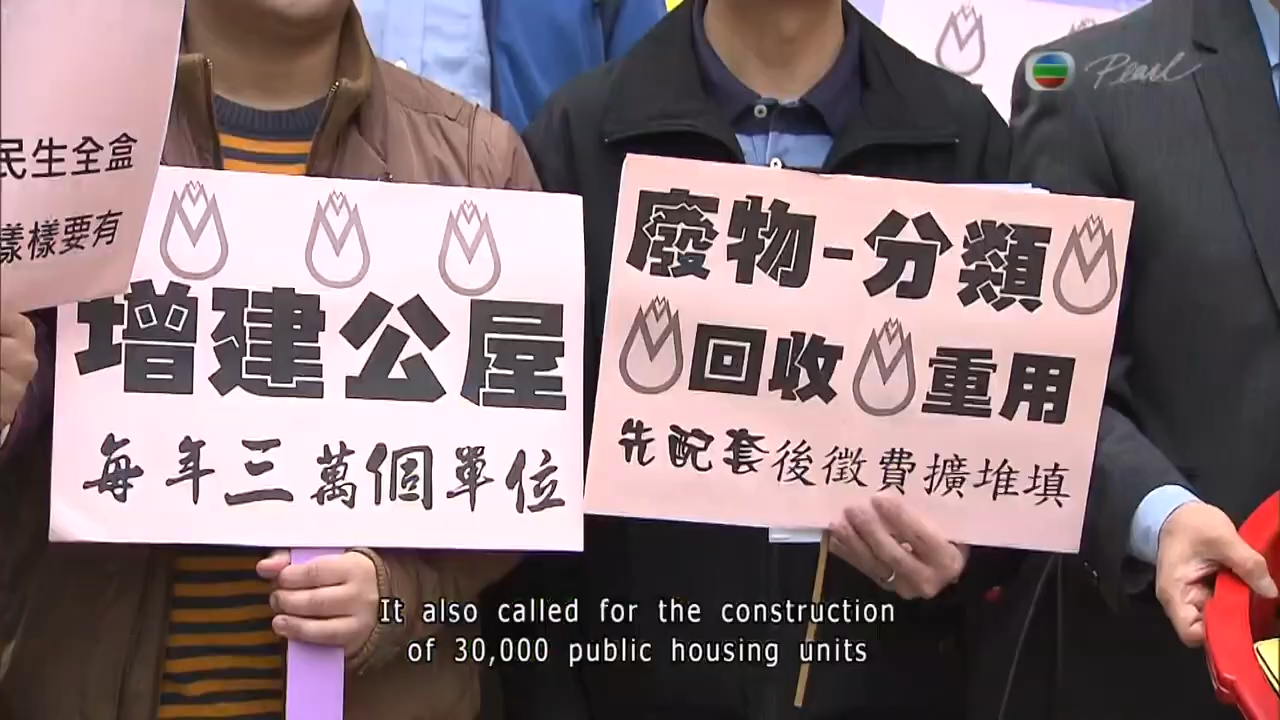 Pearl
民生全盒
樣樣要有
增建公屋
每年三萬個單位
廢物-分類
回收 重用
先配套後徵費擴堆填
It also called for the construction
of 30,000 public housing units